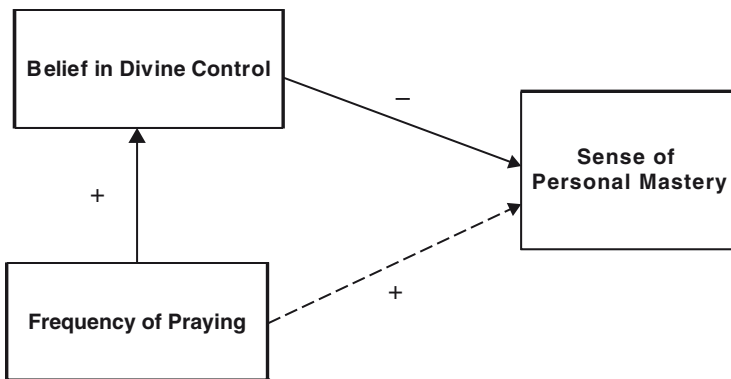 Belief in Divine Control
–
Sense of
Personal Mastery
+
Frequency of Praying
+